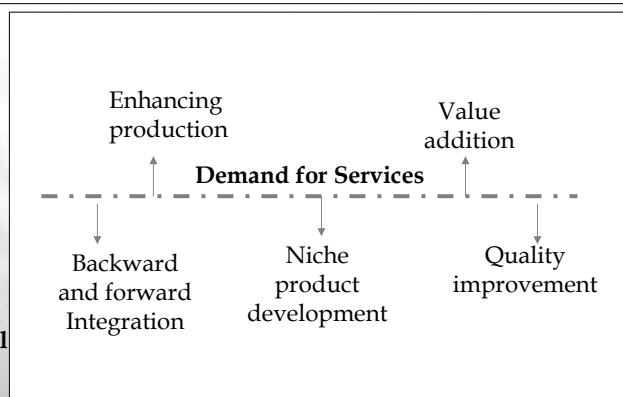 Enhancing
production
Value
addition
Demand for Services
Backward
and forward
Integration
Niche
product
development
Quality
improvement